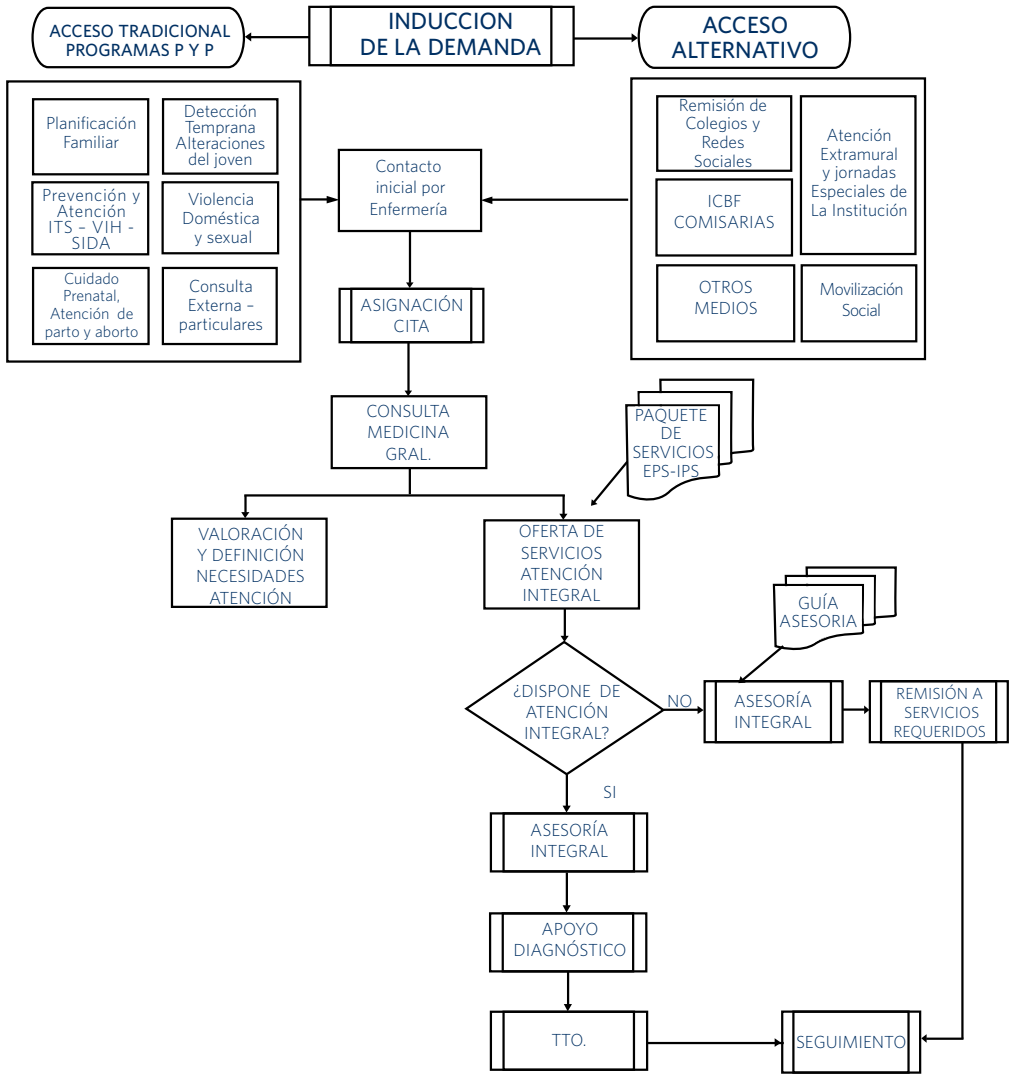 ACCESO TRADICIONAL
PROGRAMAS P Y P
INDUCCION
DE LA DEMANDA
ACCESO
ALTERNATIVO
Planificación
Familiar
Detección
Temprana
Alteraciones
del joven
Prevención y
Atención
ITS – VIH -
SIDA
Violencia
Doméstica
y sexual
Cuidado
Prenatal,
Atención de
parto y aborto
Consulta
Externa –
particulares
Contacto
inicial por
Enfermería
Remisión de
Colegios y
Redes
Sociales
Atención
Extramural
y jornadas
Especiales de
La Institución
ICBF
COMISARIAS
OTROS
MEDIOS
Movilización
Social
ASIGNACIÓN
CITA
CONSULTA
MEDICINA
GRAL.
PAQUETE
DE
SERVICIOS
EPS-IPS
VALORACIÓN
Y DEFINICIÓN
NECESIDADES
ATENCIÓN
OFERTA DE
SERVICIOS
ATENCIÓN
INTEGRAL
GUÍA
ASESORIA
¿DISPONE DE
ATENCIÓN
INTEGRAL?
NO
ASESORÍA
INTEGRAL
REMISIÓN A
SERVICIOS
REQUERIDOS
SI
ASESORÍA
INTEGRAL
APOYO
DIAGNÓSTICO
TTO.
SEGUIMIENTO